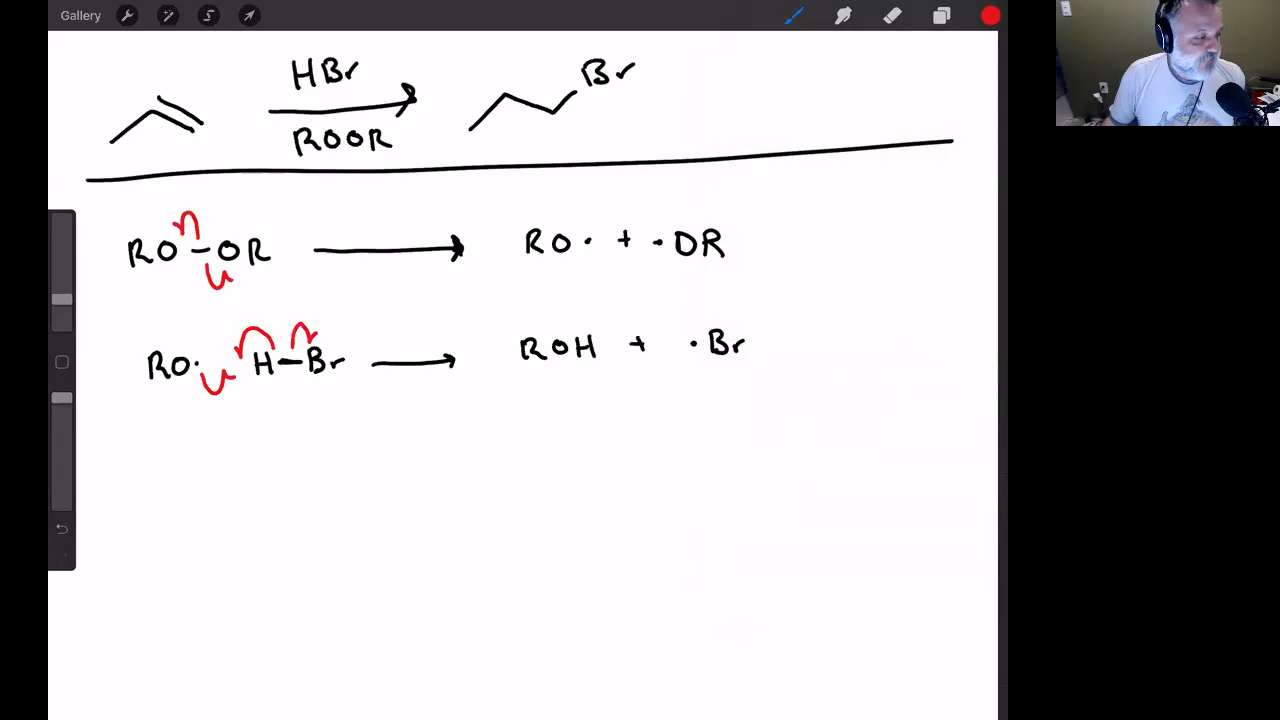 Gallery
HBr
Br
ROOR
RO–OR → RO· + ·OR
RO· H–Br → ROH + ·Br